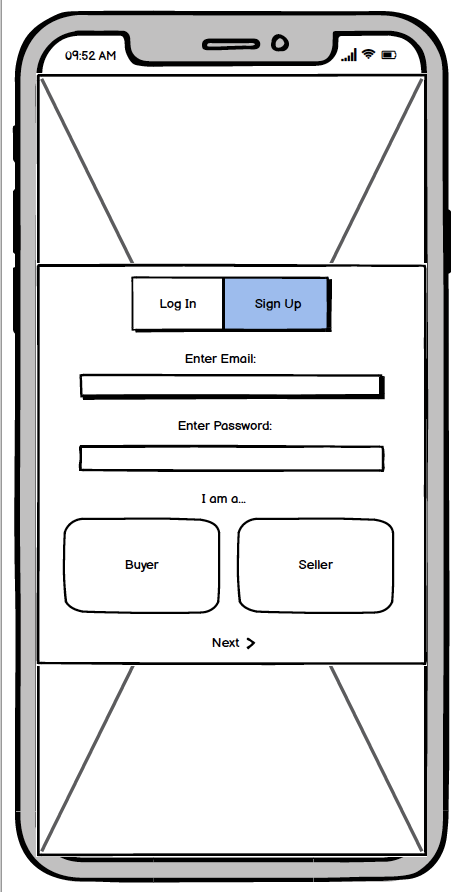 09:52 AM
Log In
Sign Up
Enter Email:
Enter Password:
I am a...
Buyer
Seller
Next